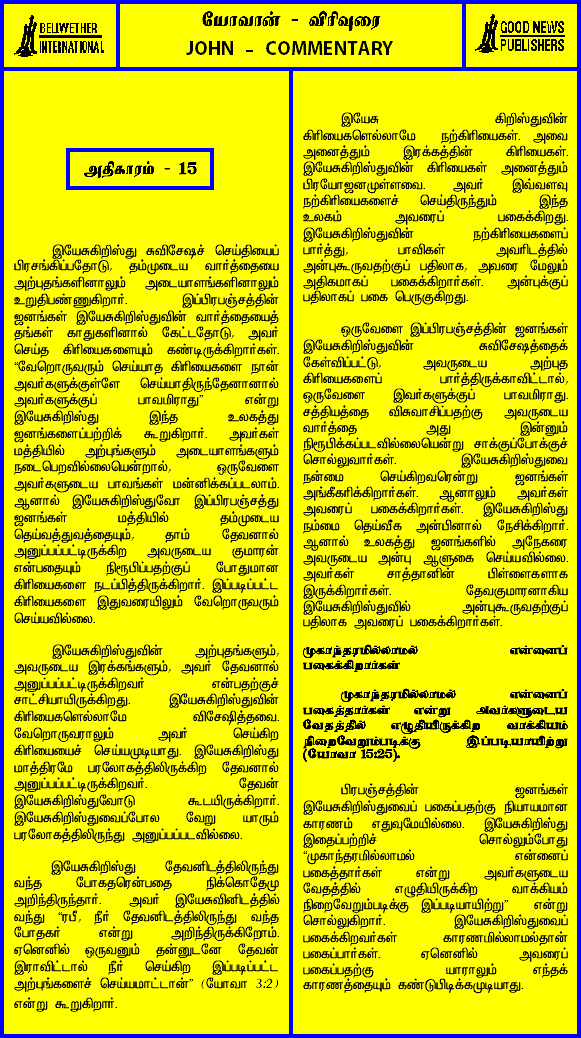 BELWETHER
INTERNATIONAL
யோவான் - விரிவுரை
JOHN - COMMENTARY
GOOD NEWS
PUBLISHERS
அதிகாரம் - 15
இயேசுகிறிஸ்து சுவிசேஷச் செய்தியைப்
பிரசங்கிப்பதோடு, தம்முடைய வார்த்தையை
அற்புதங்களினாலும் அடையாளங்களினாலும்
உறுதிபண்ணுகிறார். இப்பிரபஞ்சத்தின்
ஜனங்கள் இயேசுகிறிஸ்துவின் வார்த்தையைத்
தங்கள் காதுகளினால் கேட்டதோடு, அவர்
செய்த கிரியைகளையும் கண்டிருக்கிறார்கள்.
“வேறொருவரும் செய்யாத கிரியைகளை நான்
அவர்களுக்குள்ளே செய்யாதிருந்தேனானால்
அவர்களுக்குப் பாவமிராது” என்று
இயேசுகிறிஸ்து இந்த உலகத்து
ஜனங்களைப்பற்றிக் கூறுகிறார். அவர்கள்
மத்தியில் அற்புங்களும் அடையாளங்களும்
நடைபெறவில்லையென்றால், ஒருவேளை
அவர்களுடைய பாவங்கள் மன்னிக்கப்படலாம்.
ஆனால் இயேசுகிறிஸ்துவோ இப்பிரபஞ்சத்து
ஜனங்கள் மத்தியில் தம்முடைய
தெய்வத்துவத்தையும், தாம் தேவனால்
அனுப்பப்பட்டிருக்கிற அவருடைய குமாரன்
என்பதையும் நிரூபிப்பதற்குப் போதுமான
கிரியைகளை நடப்பித்திருக்கிறார். இப்படிப்பட்ட
கிரியைகளை இதுவரையிலும் வேறொருவரும்
செய்யவில்லை.
இயேசுகிறிஸ்துவின் அற்புதங்களும்,
அவருடைய இரக்கங்களும், அவர் தேவனால்
அனுப்பப்பட்டிருக்கிறவர் என்பதற்குச்
சாட்சியாயிருக்கிறது. இயேசுகிறிஸ்துவின்
கிரியைகளெல்லாமே விசேஷித்தவை.
வேறொருவராலும் அவர் செய்கிற
கிரியையைச் செய்யமுடியாது. இயேசுகிறிஸ்து
மாத்திரமே பரலோகத்திலிருக்கிற தேவனால்
அனுப்பப்பட்டிருக்கிறவர். தேவன்
இயேசுகிறிஸ்துவோடு கூடயிருக்கிறார்.
இயேசுகிறிஸ்துவைப்போல வேறு யாரும்
பரலோகத்திலிருந்து அனுப்பப்படவில்லை.
இயேசுகிறிஸ்து தேவனிடத்திலிருந்து
வந்த போதகரென்பதை நிக்கொதேமு
அறிந்திருந்தார். அவர் இயேசுவினிடத்தில்
வந்து “ரபீ, நீர் தேவனிடத்திலிருந்து வந்த
போதகர் என்று அறிந்திருக்கிறோம்.
ஏனெனில் ஒருவனும் தன்னுடனே தேவன்
இராவிட்டால் நீர் செய்கிற இப்படிப்பட்ட
அற்புங்களைச் செய்யமாட்டான்” (யோவா 3:2)
என்று கூறுகிறார்.
இயேசு கிறிஸ்துவின்
கிரியைகளெல்லாமே நற்கிரியைகள். அவை
அனைத்தும் இரக்கத்தின் கிரியைகள்.
இயேசுகிறிஸ்துவின் கிரியைகள் அனைத்தும்
பிரயோஜனமுள்ளவை. அவர் இவ்வளவு
நற்கிரியைகளைச் செய்திருந்தும் இந்த
உலகம் அவரைப் பகைக்கிறது.
இயேசுகிறிஸ்துவின் நற்கிரியைகளைப்
பார்த்து, பாவிகள் அவரிடத்தில்
அன்புகூருவதற்குப் பதிலாக, அவரை மேலும்
அதிகமாகப் பகைக்கிறார்கள். அன்புக்குப்
பதிலாகப் பகை பெருகுகிறது.
ஒருவேளை இப்பிரபஞ்சத்தின் ஜனங்கள்
இயேசுகிறிஸ்துவின் சுவிசேஷத்தைக்
கேள்விப்பட்டு, அவருடைய அற்புத
கிரியைகளைப் பார்த்திருக்காவிட்டால்,
ஒருவேளை இவர்களுக்குப் பாவமிராது.
சத்தியத்தை விசுவாசிப்பதற்கு அவருடைய
வார்த்தை அது இன்னும்
நிரூபிக்கப்படவில்லையென்று சாக்குப்போக்குச்
சொல்லுவார்கள். இயேசுகிறிஸ்துவை
நன்மை செய்கிறவரென்று ஜனங்கள்
அங்கீகரிக்கிறார்கள். ஆனாலும் அவர்கள்
அவரைப் பகைக்கிறார்கள். இயேசுகிறிஸ்து
நம்மை தெய்வீக அன்பினால் நேசிக்கிறார்.
ஆனால் உலகத்து ஜனங்களில் அநேகரை
அவருடைய அன்பு ஆளுகை செய்யவில்லை.
அவர்கள் சாத்தானின் பிள்ளைகளாக
இருக்கிறார்கள். தேவகுமாரனாகிய
இயேசுகிறிஸ்துவில் அன்புகூருவதற்குப்
பதிலாக அவரைப் பகைக்கிறார்கள்.
முகாந்தரமில்லாமல் என்னைப்
பகைக்கிறார்கள்
முகாந்தரமில்லாமல் என்னைப்
பகைத்தார்கள் என்று அவர்களுடைய
வேதத்தில் எழுதியிருக்கிற வாக்கியம்
நிறைவேறும்படிக்கு இப்படியாயிற்று
(யோவா 15:25).
பிரபஞ்சத்தின் ஜனங்கள்
இயேசுகிறிஸ்துவைப் பகைப்பதற்கு நியாயமான
காரணம் எதுவுமேயில்லை. இயேசுகிறிஸ்து
இதைப்பற்றிச் சொல்லும்போது
“முகாந்தரமில்லாமல் என்னைப்
பகைத்தார்கள் என்று அவர்களுடைய
வேதத்தில் எழுதியிருக்கிற வாக்கியம்
நிறைவேறும்படிக்கு இப்படியாயிற்று” என்று
சொல்லுகிறார். இயேசுகிறிஸ்துவைப்
பகைக்கிறவர்கள் காரணமில்லாமல்தான்
பகைப்பார்கள். ஏனெனில் அவரைப்
பகைப்பதற்கு யாராலும் எந்தக்
காரணத்தையும் கண்டுபிடிக்கமுடியாது.